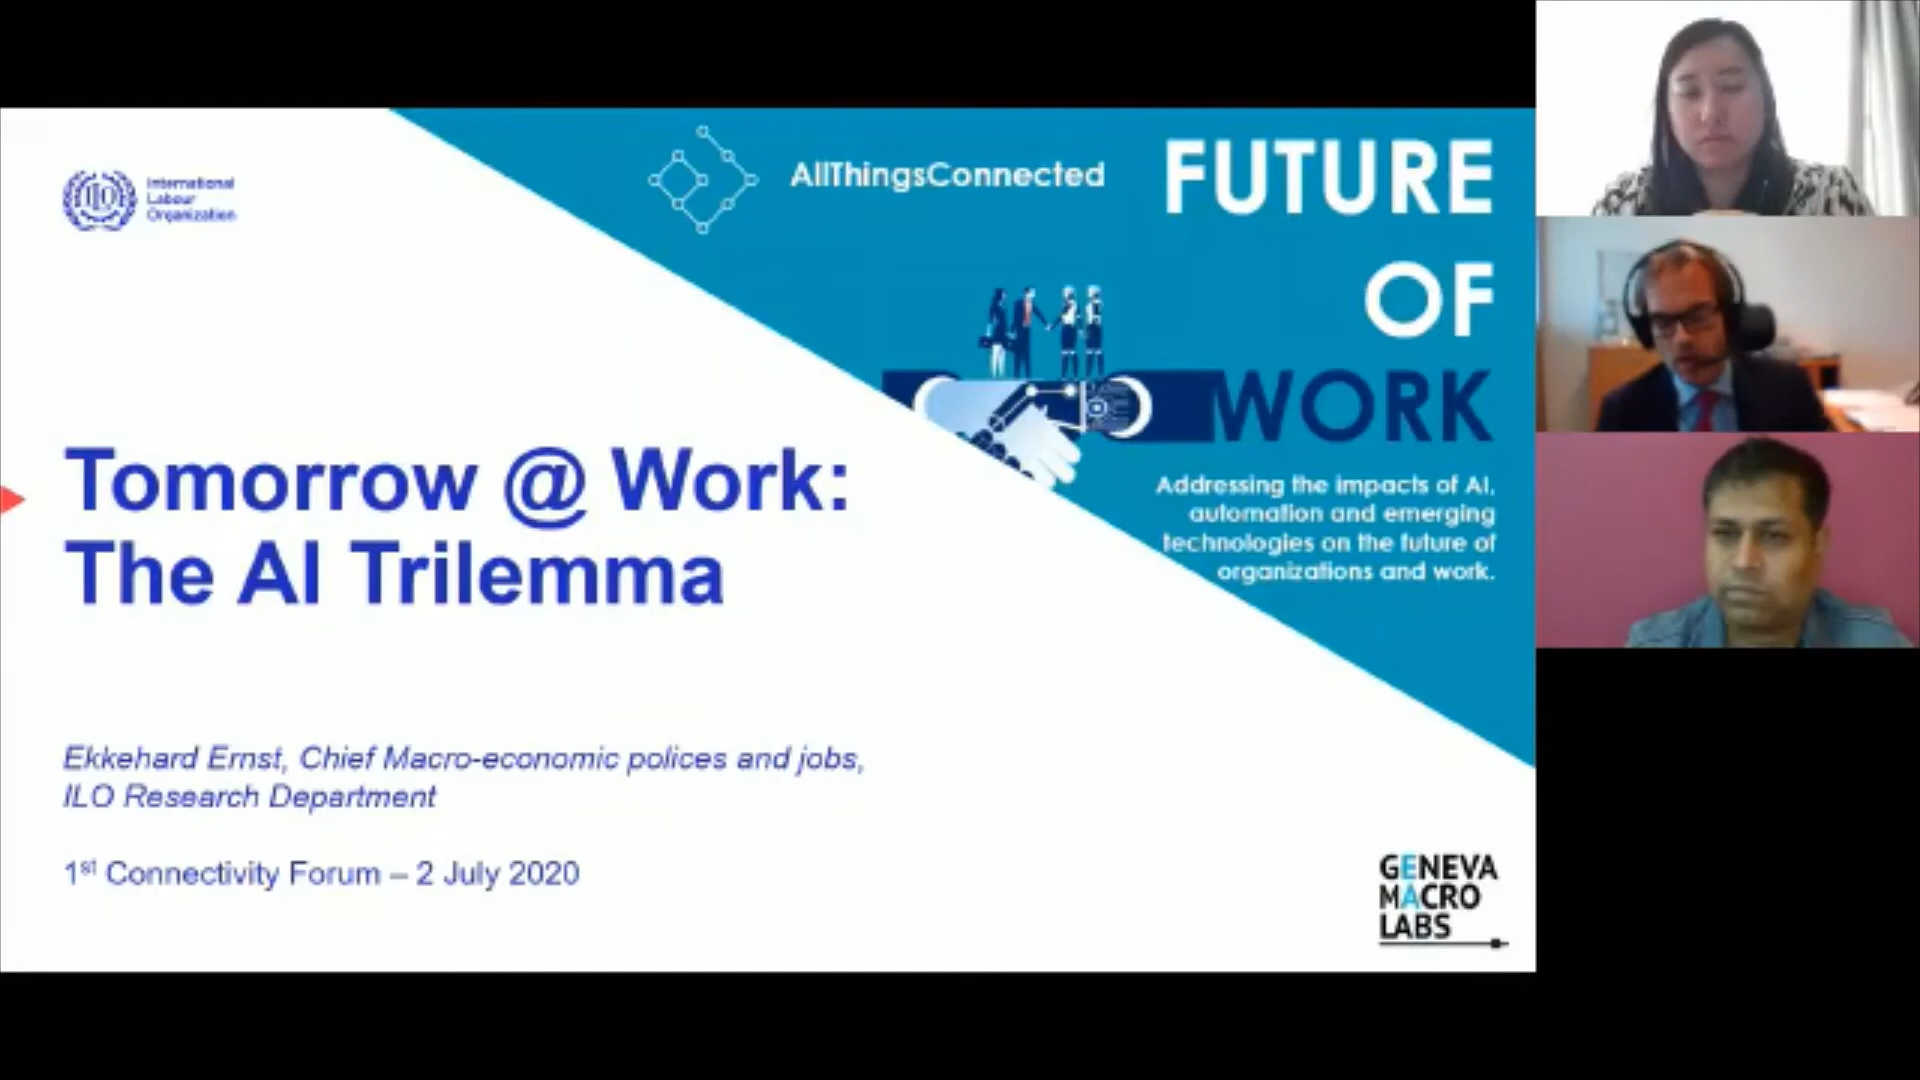 International
Labour
Organization
AllThingsConnected
FUTURE
OF
WORK
Addressing the impacts of AI,
automation and emerging
technologies on the future of
organizations and work.
Tomorrow @ Work:
The AI Trilemma
Ekkehard Ernst, Chief Macro-economic polices and jobs,
ILO Research Department
1st Connectivity Forum – 2 July 2020
GENEVA
MACRO
LABS